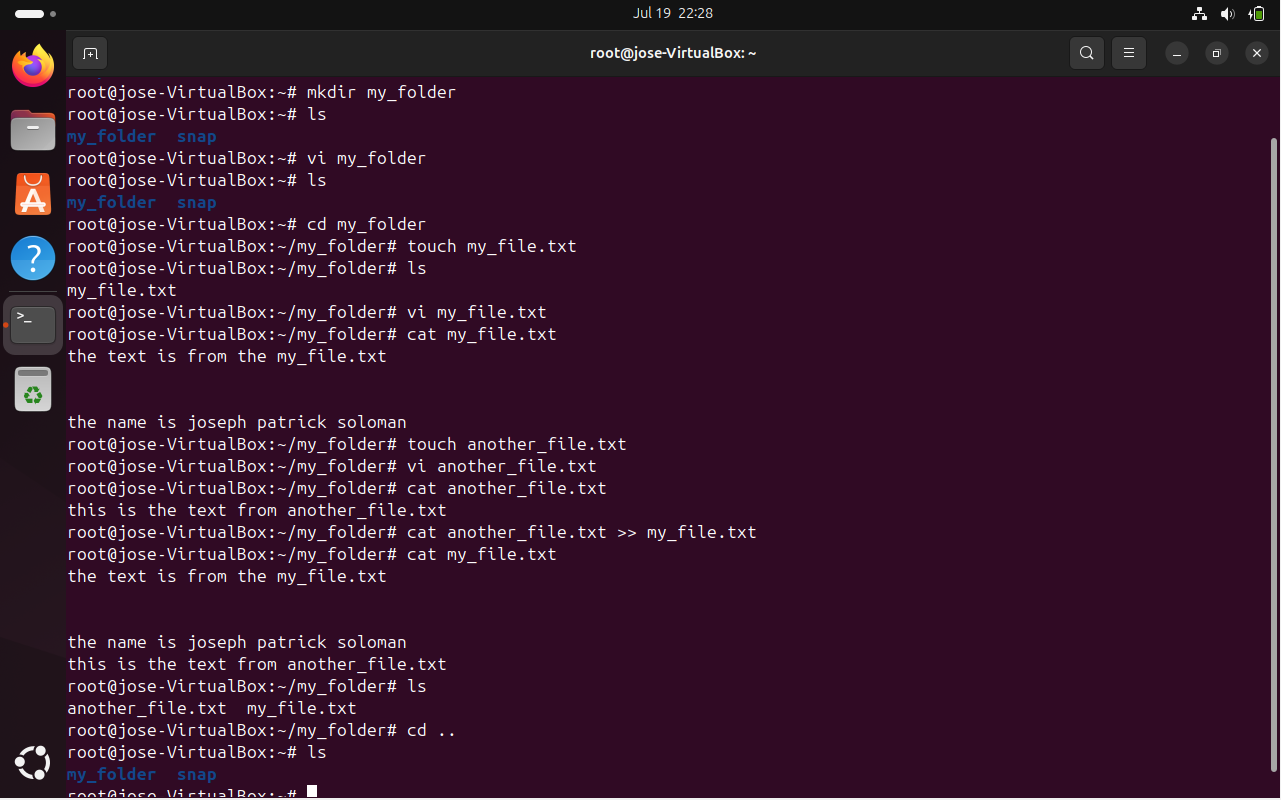 Jul 19 22:28
root@jose-VirtualBox: ~
root@jose-VirtualBox:~# mkdir my_folder
root@jose-VirtualBox:~# ls
my_folder  snap
root@jose-VirtualBox:~# vi my_folder
root@jose-VirtualBox:~# ls
my_folder  snap
root@jose-VirtualBox:~# cd my_folder
root@jose-VirtualBox:~/my_folder# touch my_file.txt
root@jose-VirtualBox:~/my_folder# ls
my_file.txt
root@jose-VirtualBox:~/my_folder# vi my_file.txt
root@jose-VirtualBox:~/my_folder# cat my_file.txt
the text is from the my_file.txt
the name is joseph patrick soloman
root@jose-VirtualBox:~/my_folder# touch another_file.txt
root@jose-VirtualBox:~/my_folder# vi another_file.txt
root@jose-VirtualBox:~/my_folder# cat another_file.txt
this is the text from another_file.txt
root@jose-VirtualBox:~/my_folder# cat another_file.txt >> my_file.txt
root@jose-VirtualBox:~/my_folder# cat my_file.txt
the text is from the my_file.txt
the name is joseph patrick soloman
this is the text from another_file.txt
root@jose-VirtualBox:~/my_folder# ls
another_file.txt  my_file.txt
root@jose-VirtualBox:~/my_folder# cd ..
root@jose-VirtualBox:~# ls
my_folder  snap
root@jose-VirtualBox:~#